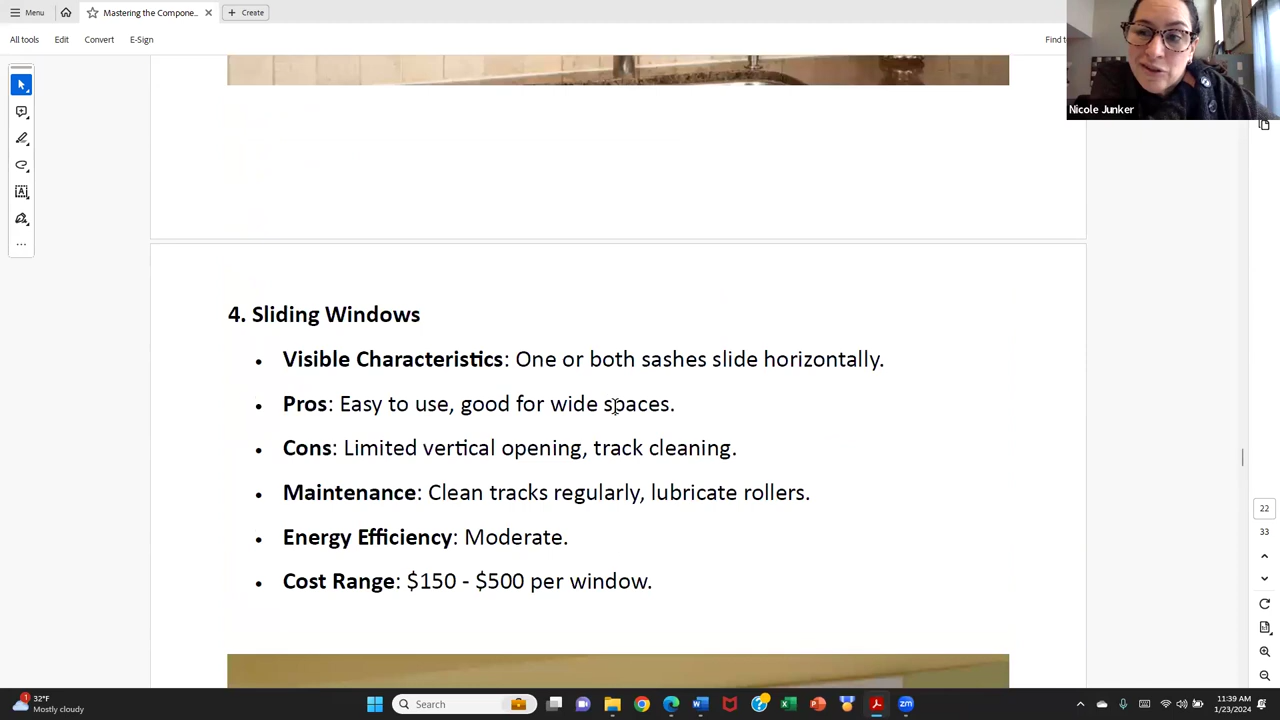 Menu
Mastering the Compone...
Create
All tools
Edit
Convert
E-Sign
Find
Nicole Junker
4. Sliding Windows
• Visible Characteristics: One or both sashes slide horizontally.
• Pros: Easy to use, good for wide spaces.
• Cons: Limited vertical opening, track cleaning.
• Maintenance: Clean tracks regularly, lubricate rollers.
• Energy Efficiency: Moderate.
• Cost Range: $150 - $500 per window.
22
33
1
32°F
Mostly cloudy
Search
11:39 AM
1/23/2024